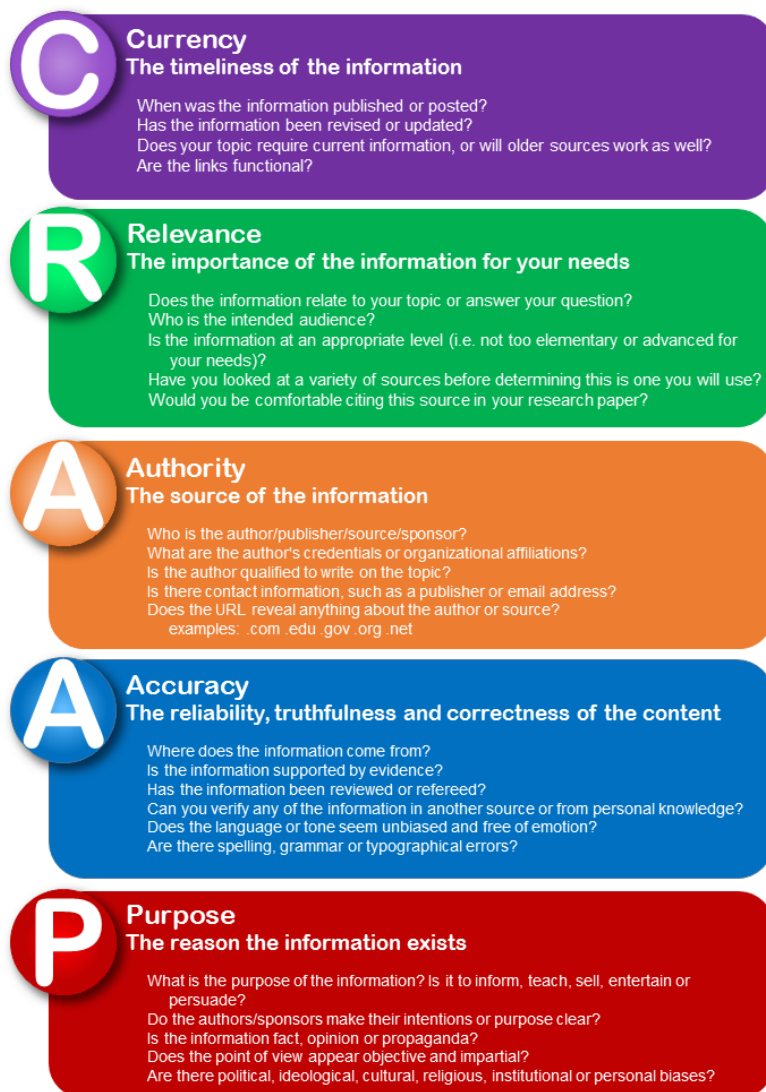 C
Currency
The timeliness of the information
When was the information published or posted?
Has the information been revised or updated?
Does your topic require current information, or will older sources work as well?
Are the links functional?
R
Relevance
The importance of the information for your needs
Does the information relate to your topic or answer your question?
Who is the intended audience?
Is the information at an appropriate level (i.e. not too elementary or advanced for
your needs)?
Have you looked at a variety of sources before determining this is one you will use?
Would you be comfortable citing this source in your research paper?
A
Authority
The source of the information
Who is the author/publisher/source/sponsor?
What are the author's credentials or organizational affiliations?
Is the author qualified to write on the topic?
Is there contact information, such as a publisher or email address?
Does the URL reveal anything about the author or source?
examples: .com .edu .gov .org .net
A
Accuracy
The reliability, truthfulness and correctness of the content
Where does the information come from?
Is the information supported by evidence?
Has the information been reviewed or refereed?
Can you verify any of the information in another source or from personal knowledge?
Does the language or tone seem unbiased and free of emotion?
Are there spelling, grammar or typographical errors?
P
Purpose
The reason the information exists
What is the purpose of the information? Is it to inform, teach, sell, entertain or
persuade?
Do the authors/sponsors make their intentions or purpose clear?
Is the information fact, opinion or propaganda?
Does the point of view appear objective and impartial?
Are there political, ideological, cultural, religious, institutional or personal biases?